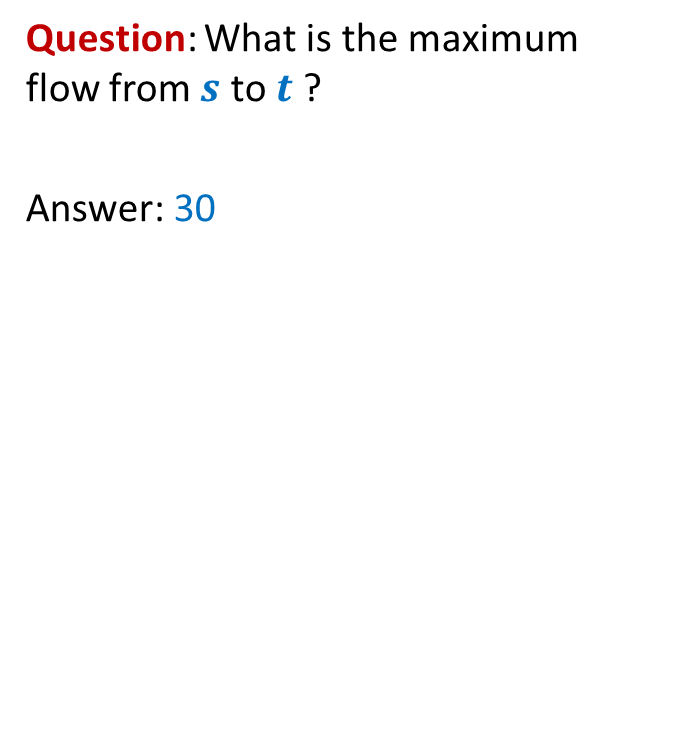 Question: What is the maximum
flow from s to t ?
Answer: 30